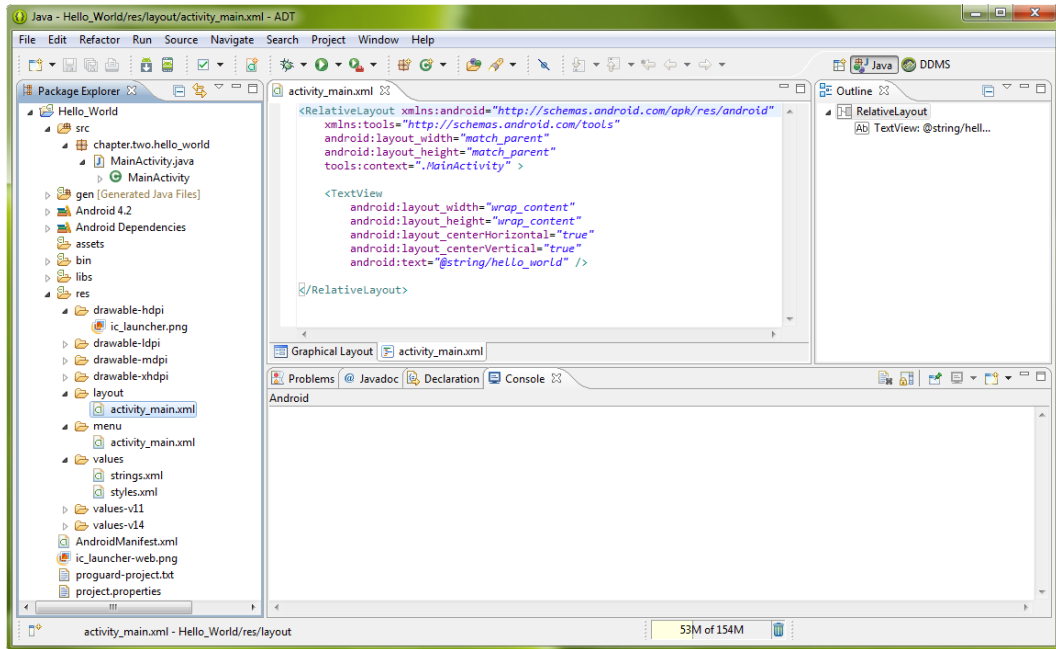 Java - Hello_World/res/layout/activity_main.xml - ADT
File Edit Refactor Run Source Navigate Search Project Window Help
Java DDMS
Package Explorer
Hello_World
src
chapter.two.hello_world
MainActivity.java
MainActivity
gen [Generated Java Files]
Android 4.2
Android Dependencies
assets
bin
libs
res
drawable-hdpi
ic_launcher.png
drawable-ldpi
drawable-mdpi
drawable-xhdpi
layout
activity_main.xml
menu
activity_main.xml
values
strings.xml
styles.xml
values-v11
values-v14
AndroidManifest.xml
ic_launcher-web.png
proguard-project.txt
project.properties
activity_main.xml
<RelativeLayout xmlns:android="http://schemas.android.com/apk/res/android"
xmlns:tools="http://schemas.android.com/tools"
android:layout_width="match_parent"
android:layout_height="match_parent"
tools:context=".MainActivity" >
<TextView
android:layout_width="wrap_content"
android:layout_height="wrap_content"
android:layout_centerHorizontal="true"
android:layout_centerVertical="true"
android:text="@string/hello_world" />
</RelativeLayout>
Graphical Layout activity_main.xml
Outline
RelativeLayout
Ab TextView: @string/hell...
Problems @ Javadoc Declaration Console
Android
activity_main.xml - Hello_World/res/layout
53M of 154M